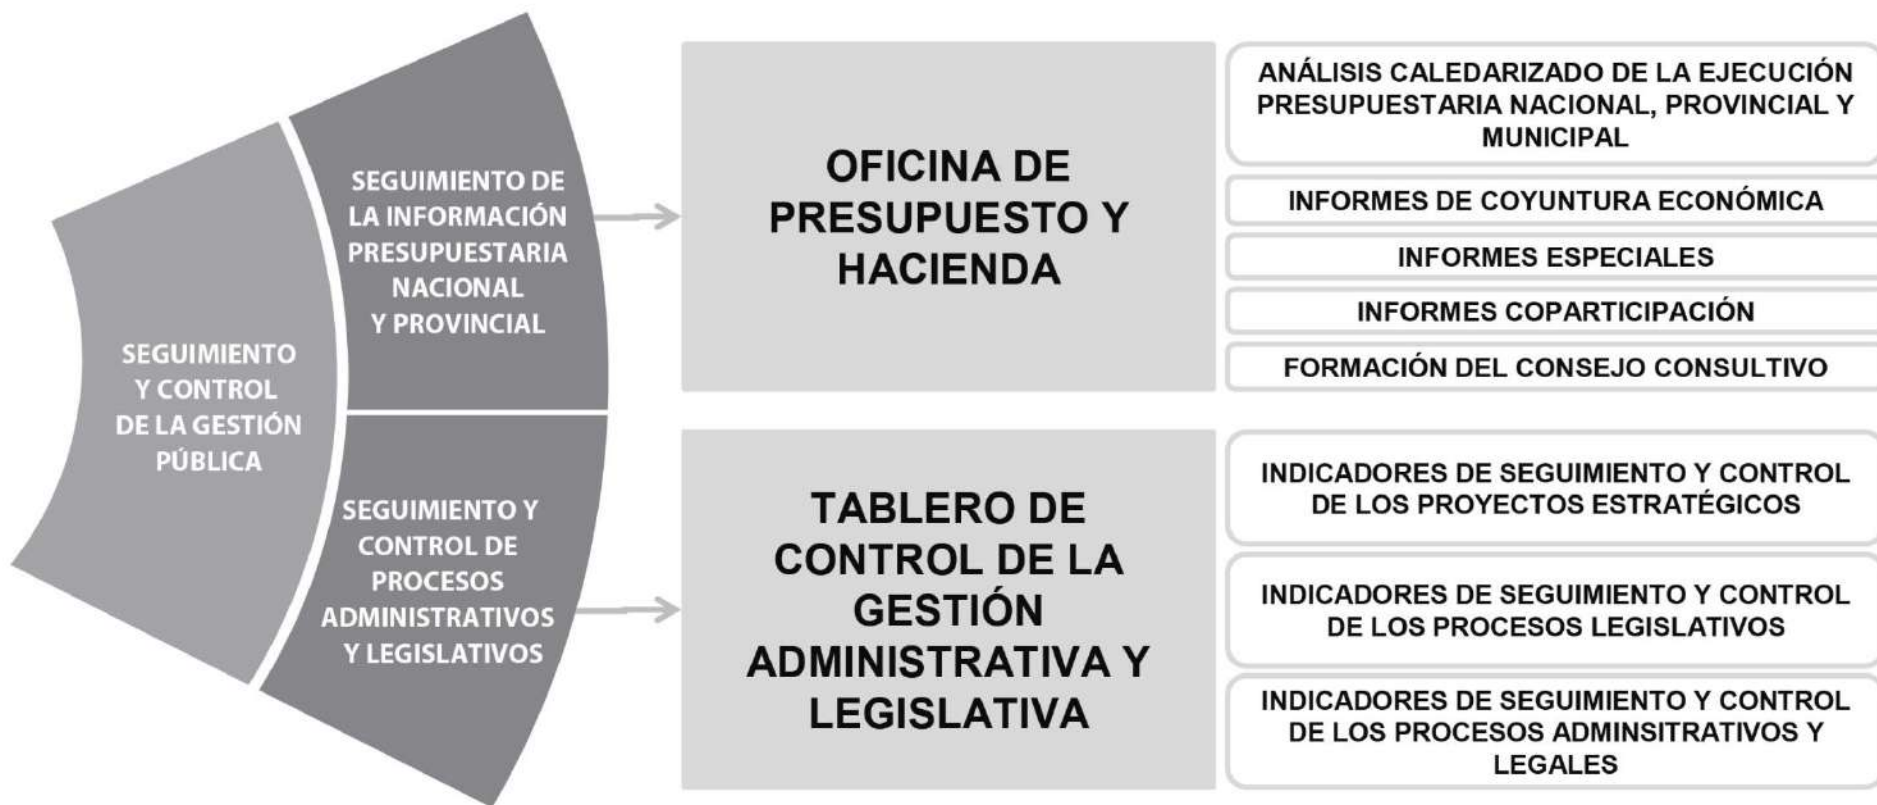 SEGUIMIENTO
Y CONTROL
DE LA GESTIÓN
PÚBLICA
SEGUIMIENTO DE
LA INFORMACIÓN
PRESUPUESTARIA
NACIONAL
Y PROVINCIAL
OFICINA DE
PRESUPUESTO Y
HACIENDA
ANÁLISIS CALEDARIZADO DE LA EJECUCIÓN
PRESUPUESTARIA NACIONAL, PROVINCIAL Y
MUNICIPAL
INFORMES DE COYUNTURA ECONÓMICA
INFORMES ESPECIALES
INFORMES COPARTICIPACIÓN
FORMACIÓN DEL CONSEJO CONSULTIVO
SEGUIMIENTO Y
CONTROL DE
PROCESOS
ADMINISTRATIVOS
Y LEGISLATIVOS
TABLERO DE
CONTROL DE LA
GESTIÓN
ADMINISTRATIVA Y
LEGISLATIVA
INDICADORES DE SEGUIMIENTO Y CONTROL
DE LOS PROYECTOS ESTRATÉGICOS
INDICADORES DE SEGUIMIENTO Y CONTROL
DE LOS PROCESOS LEGISLATIVOS
INDICADORES DE SEGUIMIENTO Y CONTROL
DE LOS PROCESOS ADMINSITRATIVOS Y
LEGALES